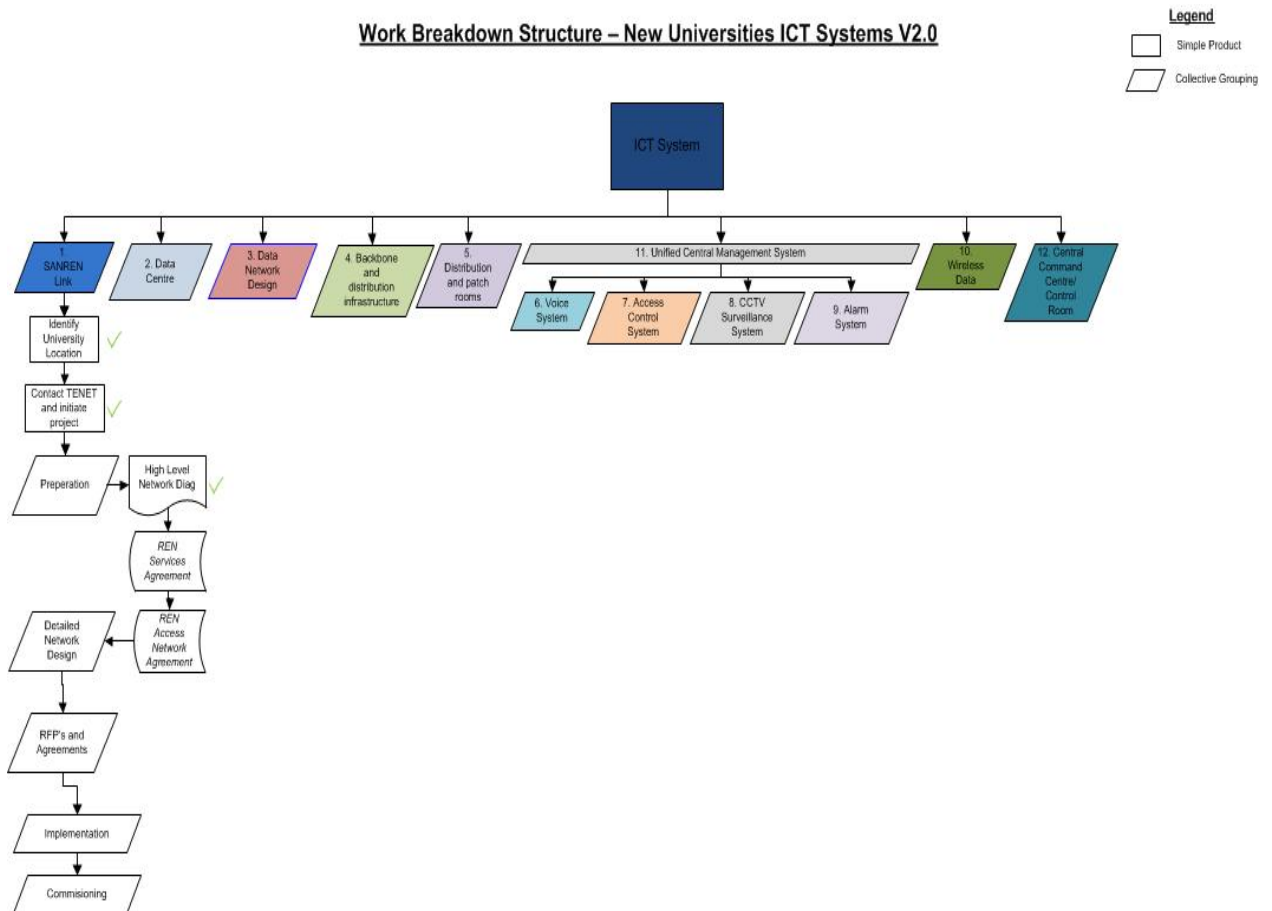 Work Breakdown Structure – New Universities ICT Systems V2.0
Legend
Simple Product
Collective Grouping
ICT System
1.
SANREN
Link
2. Data
Centre
3. Data
Network
Design
4. Backbone
and
distribution
infrastructure
5.
Distribution
and patch
rooms
11. Unified Central Management System
6. Voice
System
7. Access
Control
System
8. CCTV
Surveillance
System
9. Alarm
System
10.
Wireless
Data
12. Central
Command
Centre/
Control
Room
Identify
University
Location
Contact TENET
and initiate
project
Preperation
High Level
Network Diag
REN
Services
Agreement
REN
Access
Network
Agreement
Detailed
Network
Design
RFP's and
Agreements
Implementation
Commisioning